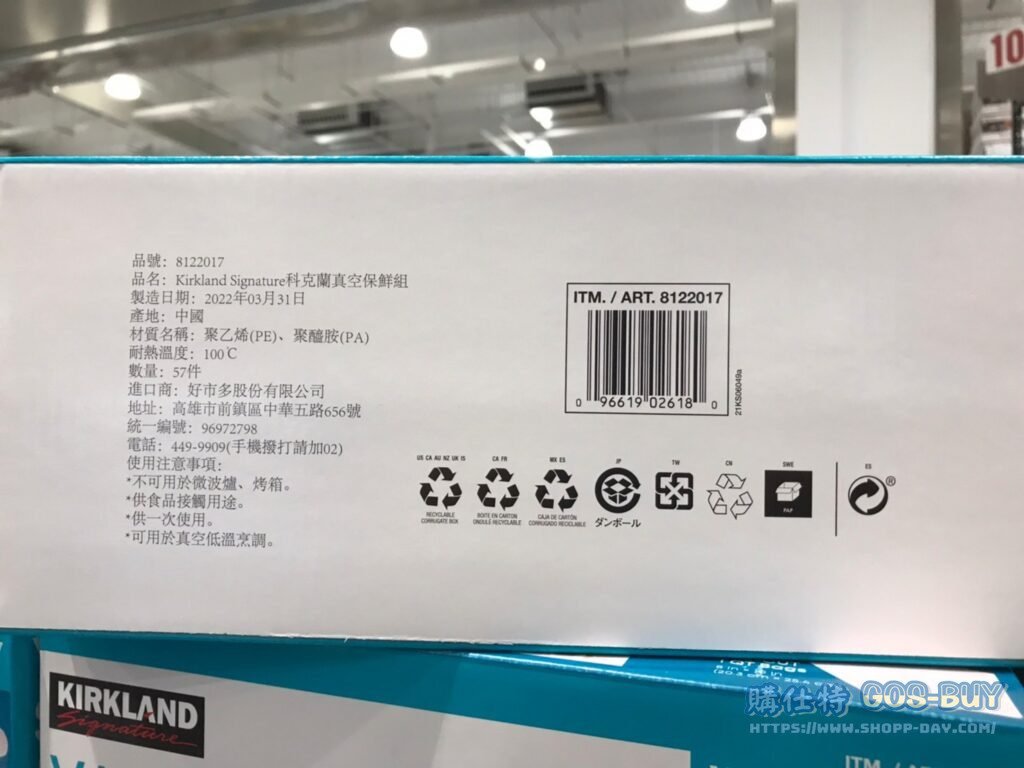 10
品號：8122017
品名：Kirkland Signature科克蘭真空保鮮組
製造日期：2022年03月31日
產地：中國
材質名稱：聚乙烯(PE)、聚醯胺(PA)
耐熱溫度：100℃
數量：57件
進口商：好市多股份有限公司
地址：高雄市前鎮區中華五路656號
統一編號：96972798
電話：449-9909(手機撥打請加02)
使用注意事項：
*不可用於微波爐、烤箱。
*供食品接觸用途。
*供一次使用。
*可用於真空低溫烹調。
ITM. / ART. 8122017
0 96619 02618 0
21KS06049a
US CA AU NZ UK IS
RECYCLABLE
CORRUGATE BOX
CA FR
BOITE EN CARTON
ONDULÉ RECYCLABLE
MX ES
CAJA DE CARTÓN
CORRUGADO RECICLABLE
JP
ダンボール
TW
CN
SWE
PAP
ES
®
KIRKLAND
Signature
ITM. / AR
購仕特 GOS-BUY
HTTPS://WWW.SHOPP-DAY.COM/